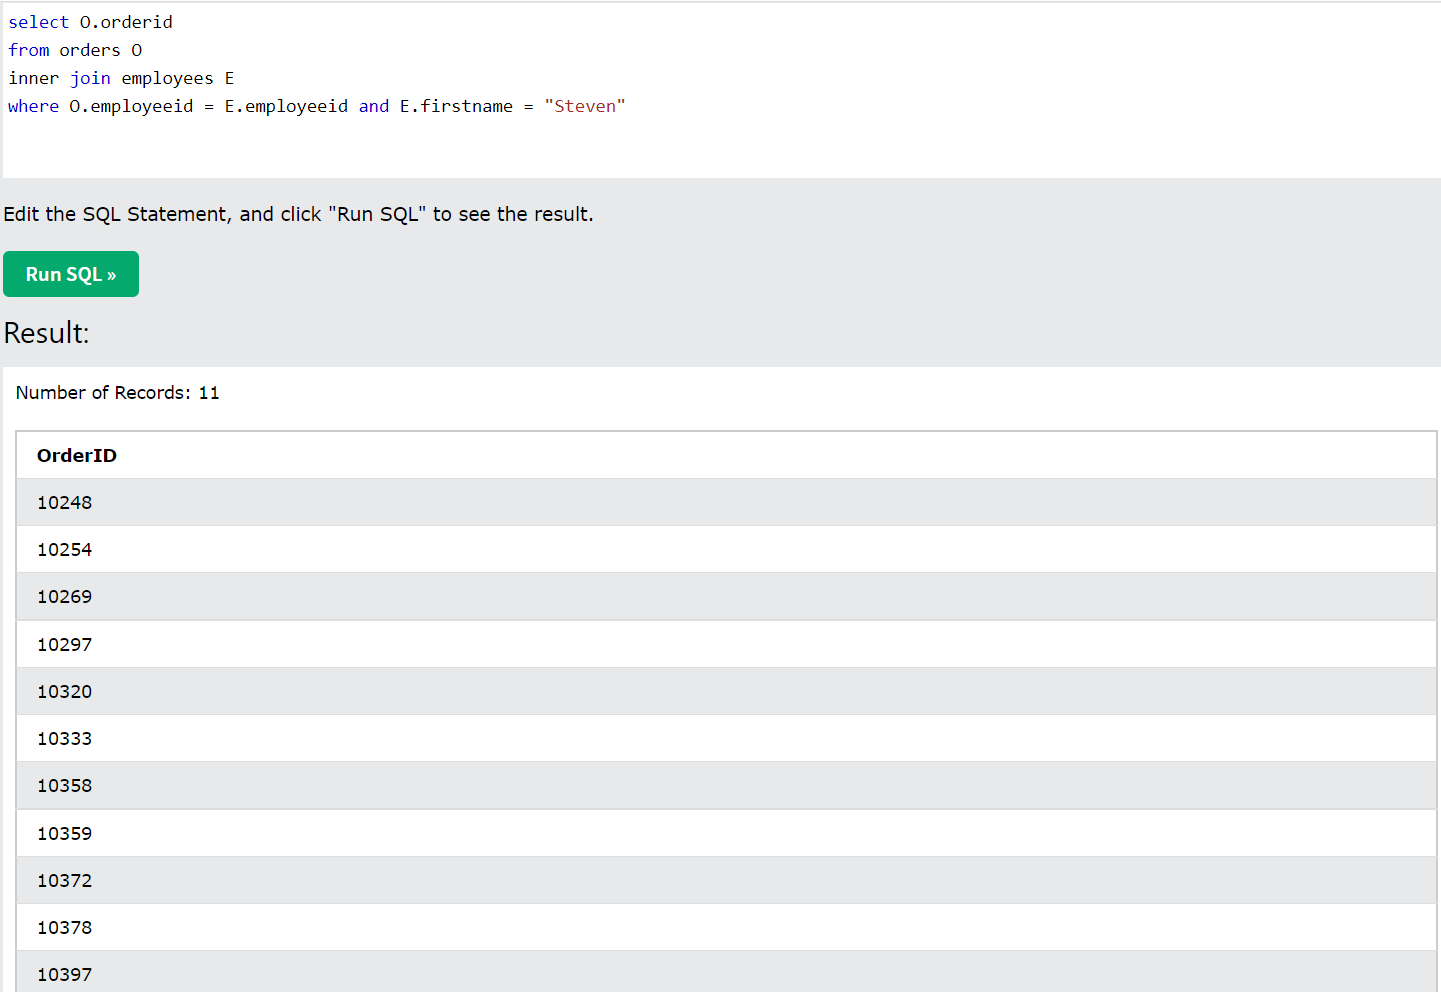 select O.orderid
from orders O
inner join employees E
where O.employeeid = E.employeeid and E.firstname = "Steven"
Edit the SQL Statement, and click "Run SQL" to see the result.
Run SQL »
Result:
Number of Records: 11
OrderID
10248
10254
10269
10297
10320
10333
10358
10359
10372
10378
10397